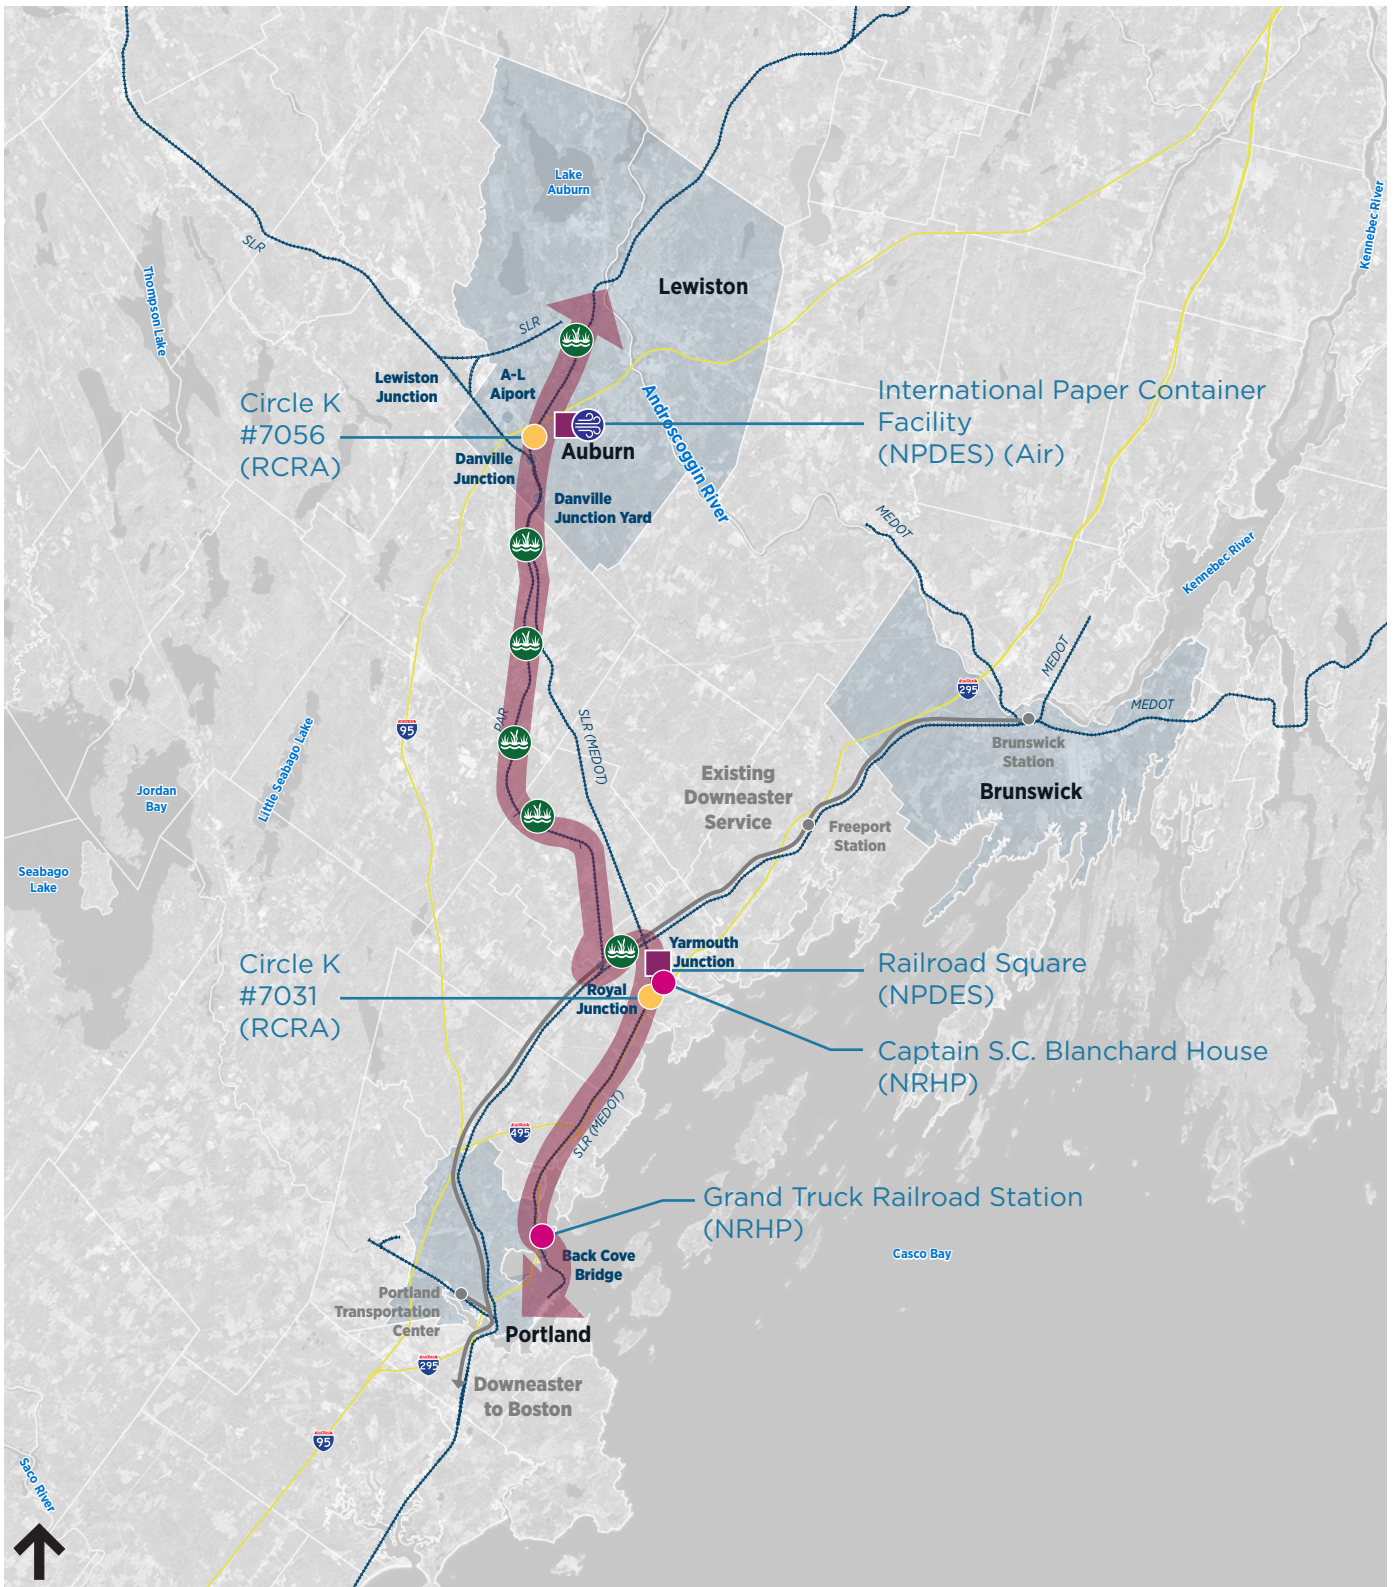 Lake
Auburn
Kennebec River
SLR
Lewiston
Thompson Lake
SLR
Lewiston
Junction
A-L
Aiport
Circle K
#7056
(RCRA)
International Paper Container
Facility
(NPDES) (Air)
Androscoggin River
Auburn
Danville
Junction
Danville
Junction Yard
MEDOT
Kennebec River
MEDOT
295
MEDOT
PAR
SLR (MEDOT)
95
Little Seabago Lake
Brunswick
Station
Brunswick
Existing
Downeaster
Service
Jordan
Bay
Freeport
Station
Seabago
Lake
Yarmouth
Junction
Circle K
#7031
(RCRA)
Railroad Square
(NPDES)
Royal
Junction
Captain S.C. Blanchard House
(NRHP)
495
SLR (MEDOT)
Grand Truck Railroad Station
(NRHP)
Casco Bay
Back Cove
Bridge
Portland
Transportation
Center
Portland
295
Downeaster
to Boston
95
Saco River